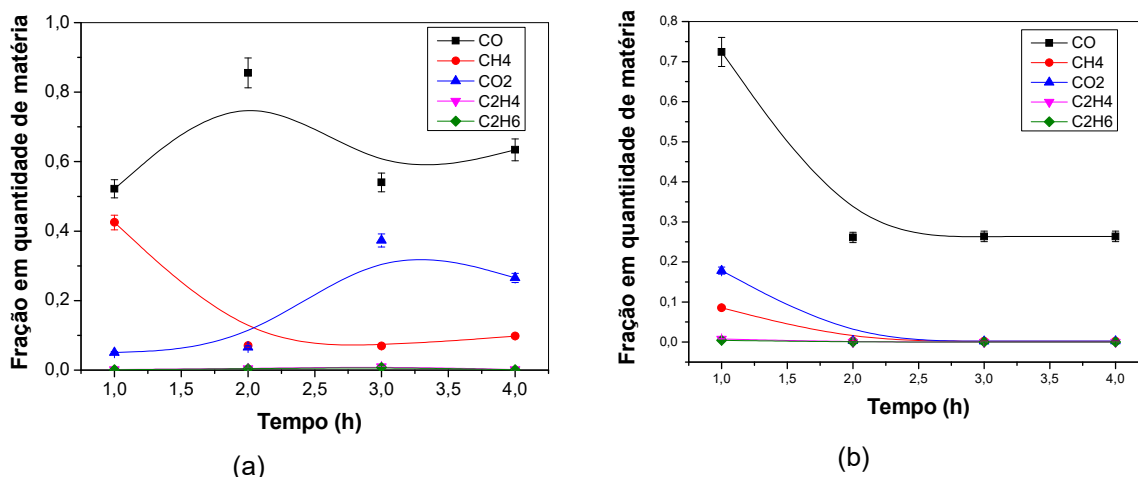 1,0
0,8
0,6
0,4
0,2
0,0
Fração em quantidade de matéria
CO
CH4
CO2
C2H4
C2H6
1,0 1,5 2,0 2,5 3,0 3,5 4,0
Tempo (h)
(a)
0,8
0,7
0,6
0,5
0,4
0,3
0,2
0,1
0,0
Fração em quantiidade de matéria
CO
CH4
CO2
C2H4
C2H6
1,0 1,5 2,0 2,5 3,0 3,5 4,0
Tempo (h)
(b)